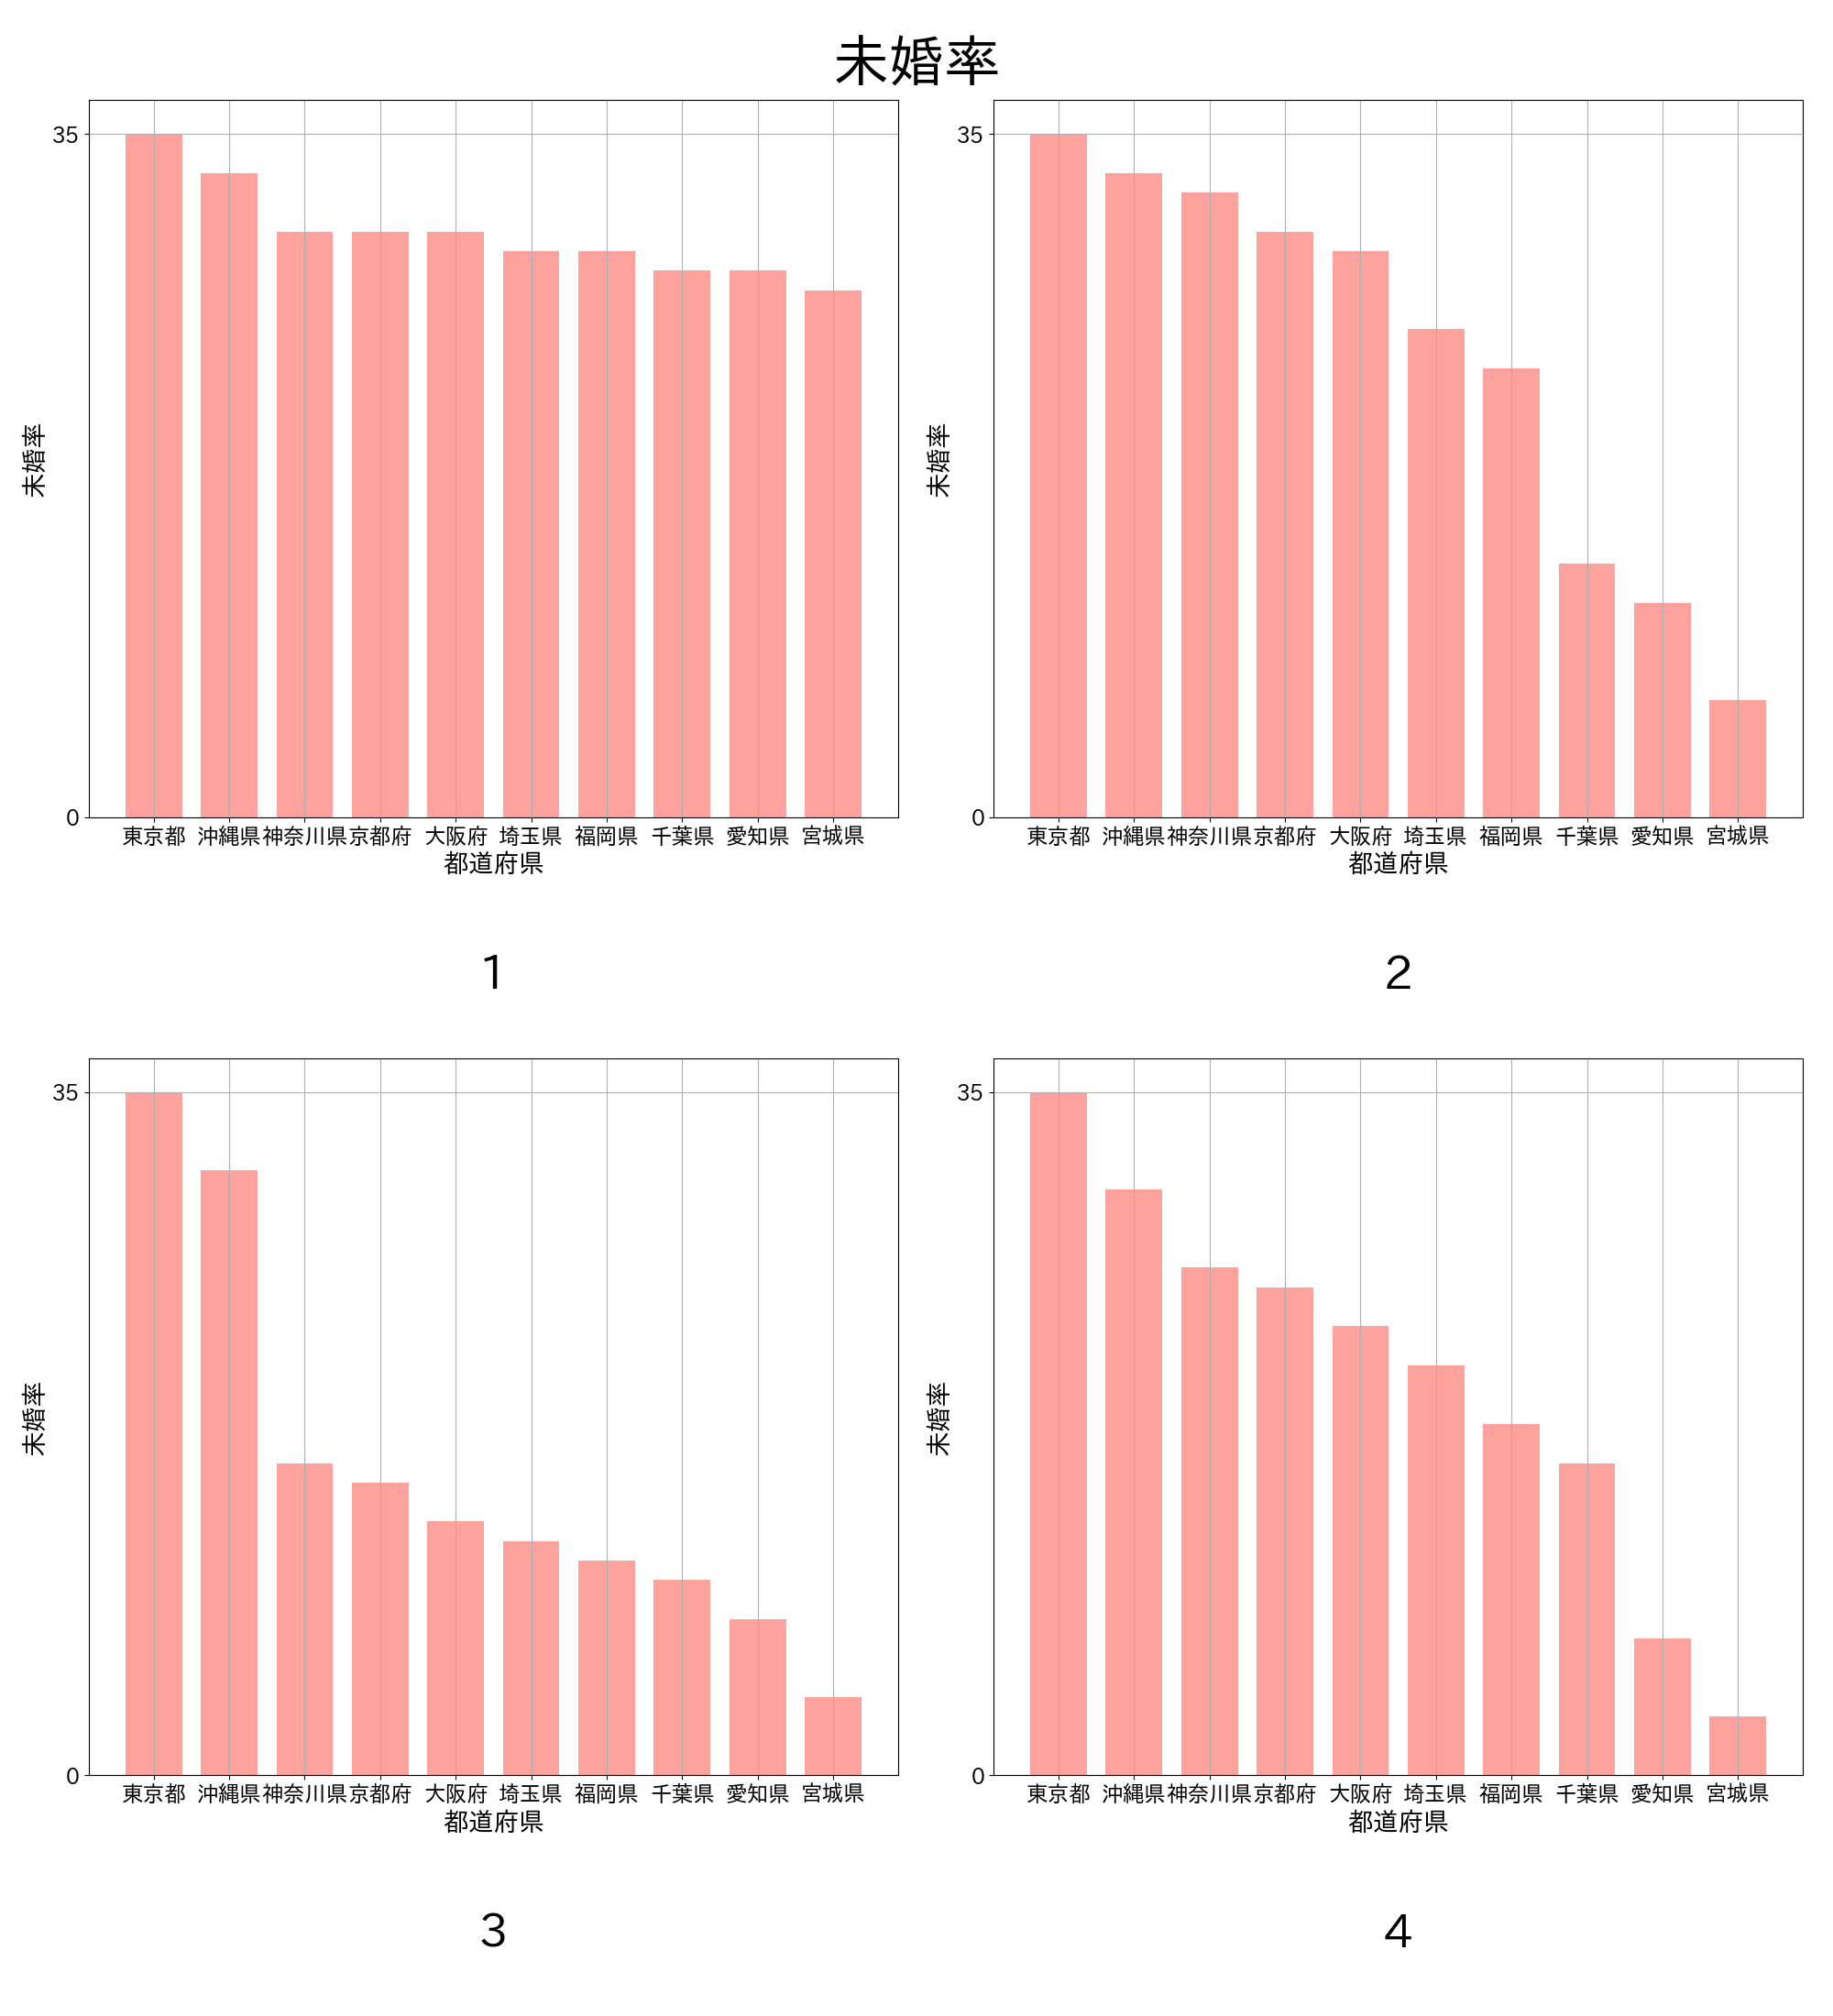 未婚率
35
0
未婚率
東京都 沖縄県 神奈川県 京都府 大阪府 埼玉県 福岡県 千葉県 愛知県 宮城県
都道府県
1
35
0
未婚率
東京都 沖縄県 神奈川県 京都府 大阪府 埼玉県 福岡県 千葉県 愛知県 宮城県
都道府県
2
35
0
未婚率
東京都 沖縄県 神奈川県 京都府 大阪府 埼玉県 福岡県 千葉県 愛知県 宮城県
都道府県
3
35
0
未婚率
東京都 沖縄県 神奈川県 京都府 大阪府 埼玉県 福岡県 千葉県 愛知県 宮城県
都道府県
4